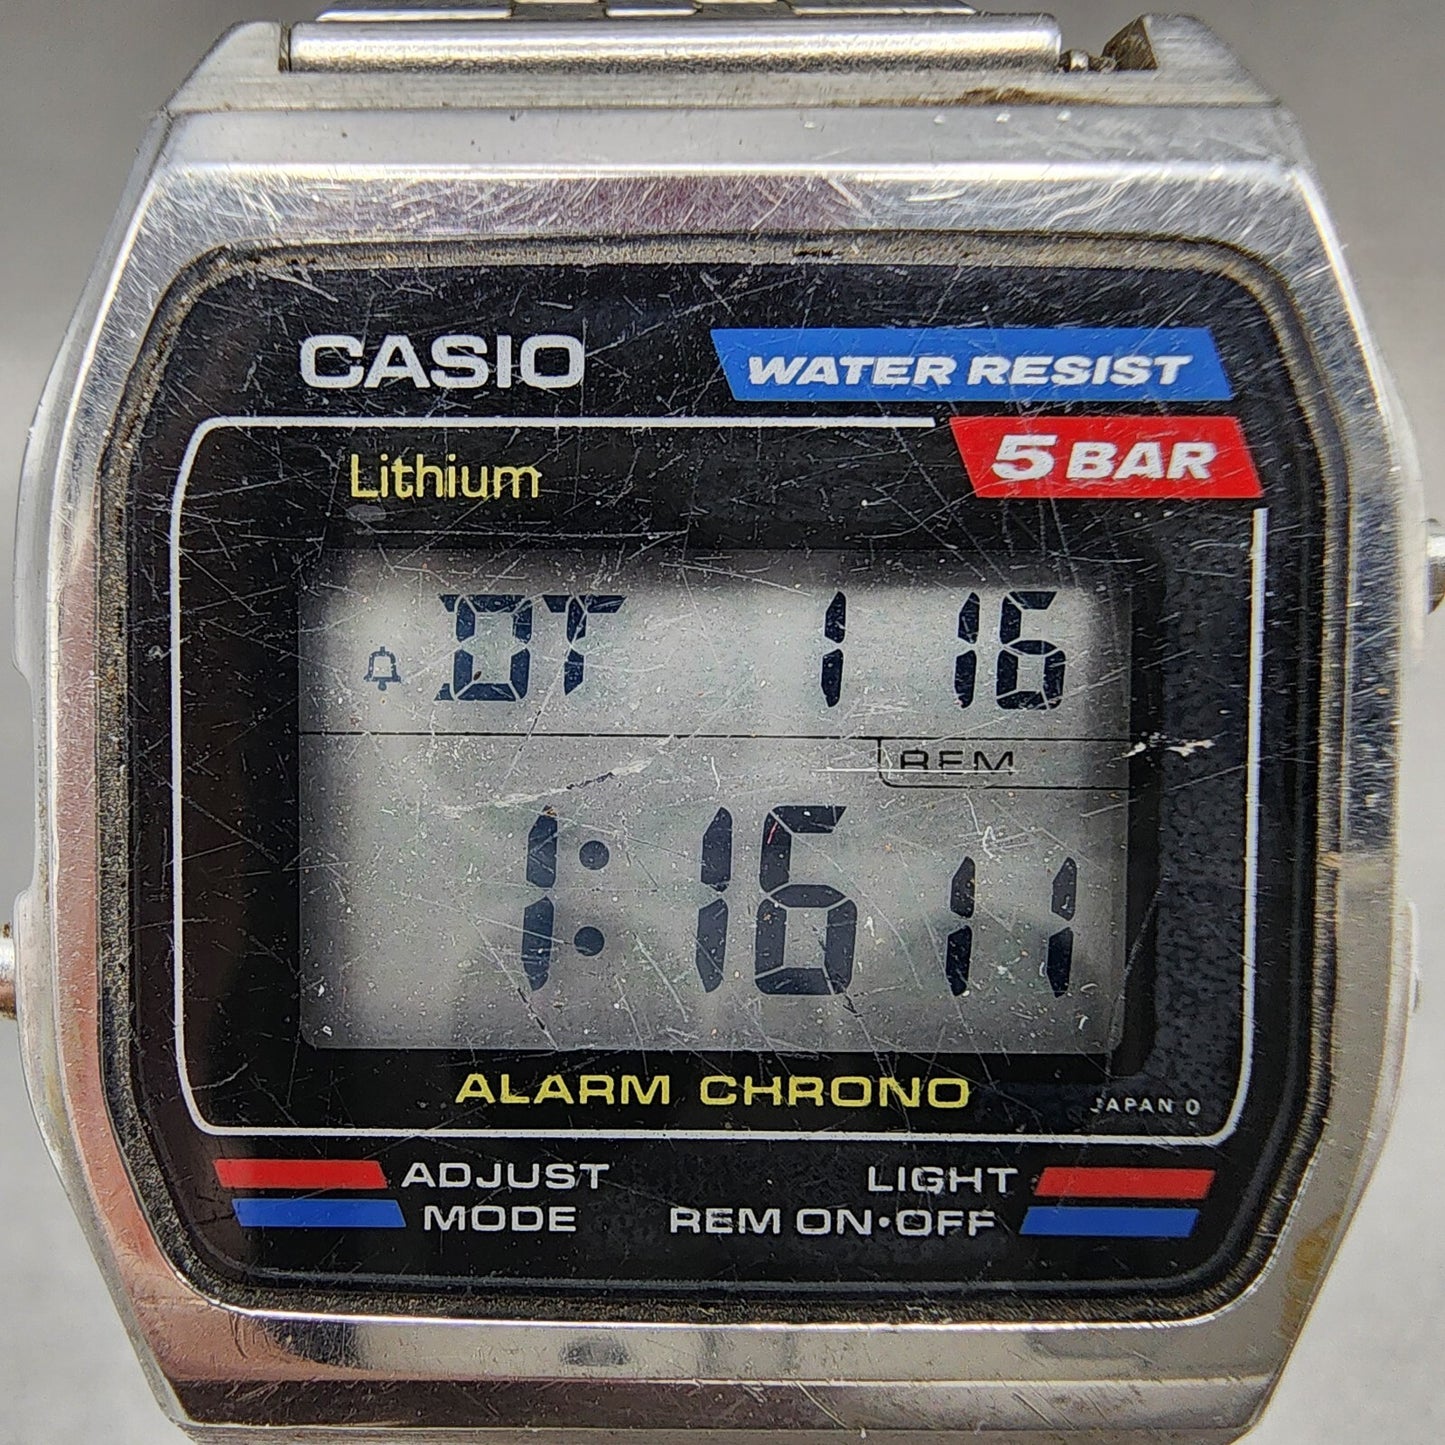 CASIO
WATER RESIST
5 BAR
Lithium
DT 1 16
REM
1:16 11
ALARM CHRONO
JAPAN 0
ADJUST
LIGHT
MODE
REM ON•OFF